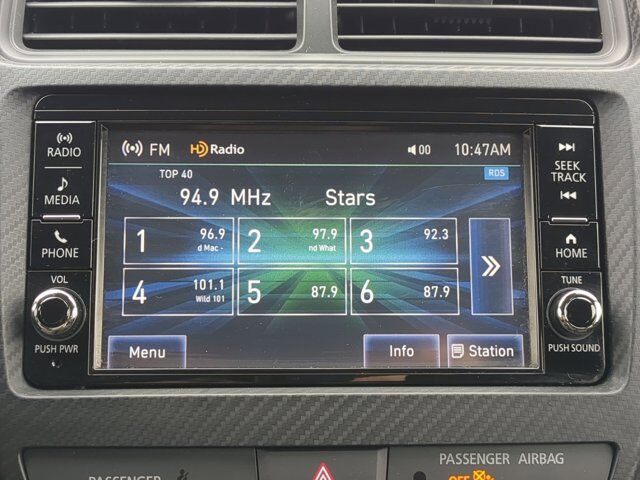 RADIO
MEDIA
PHONE
VOL
PUSH PWR
FM HD Radio 00 10:47AM
TOP 40 RDS
94.9 MHz Stars
1 96.9 d Mac -
2 97.9 nd What
3 92.3
4 101.1 Wild 101
5 87.9
6 87.9
Menu Info Station
SEEK
TRACK
HOME
TUNE
PUSH SOUND
PASSENGER
PASSENGER AIRBAG
OFF